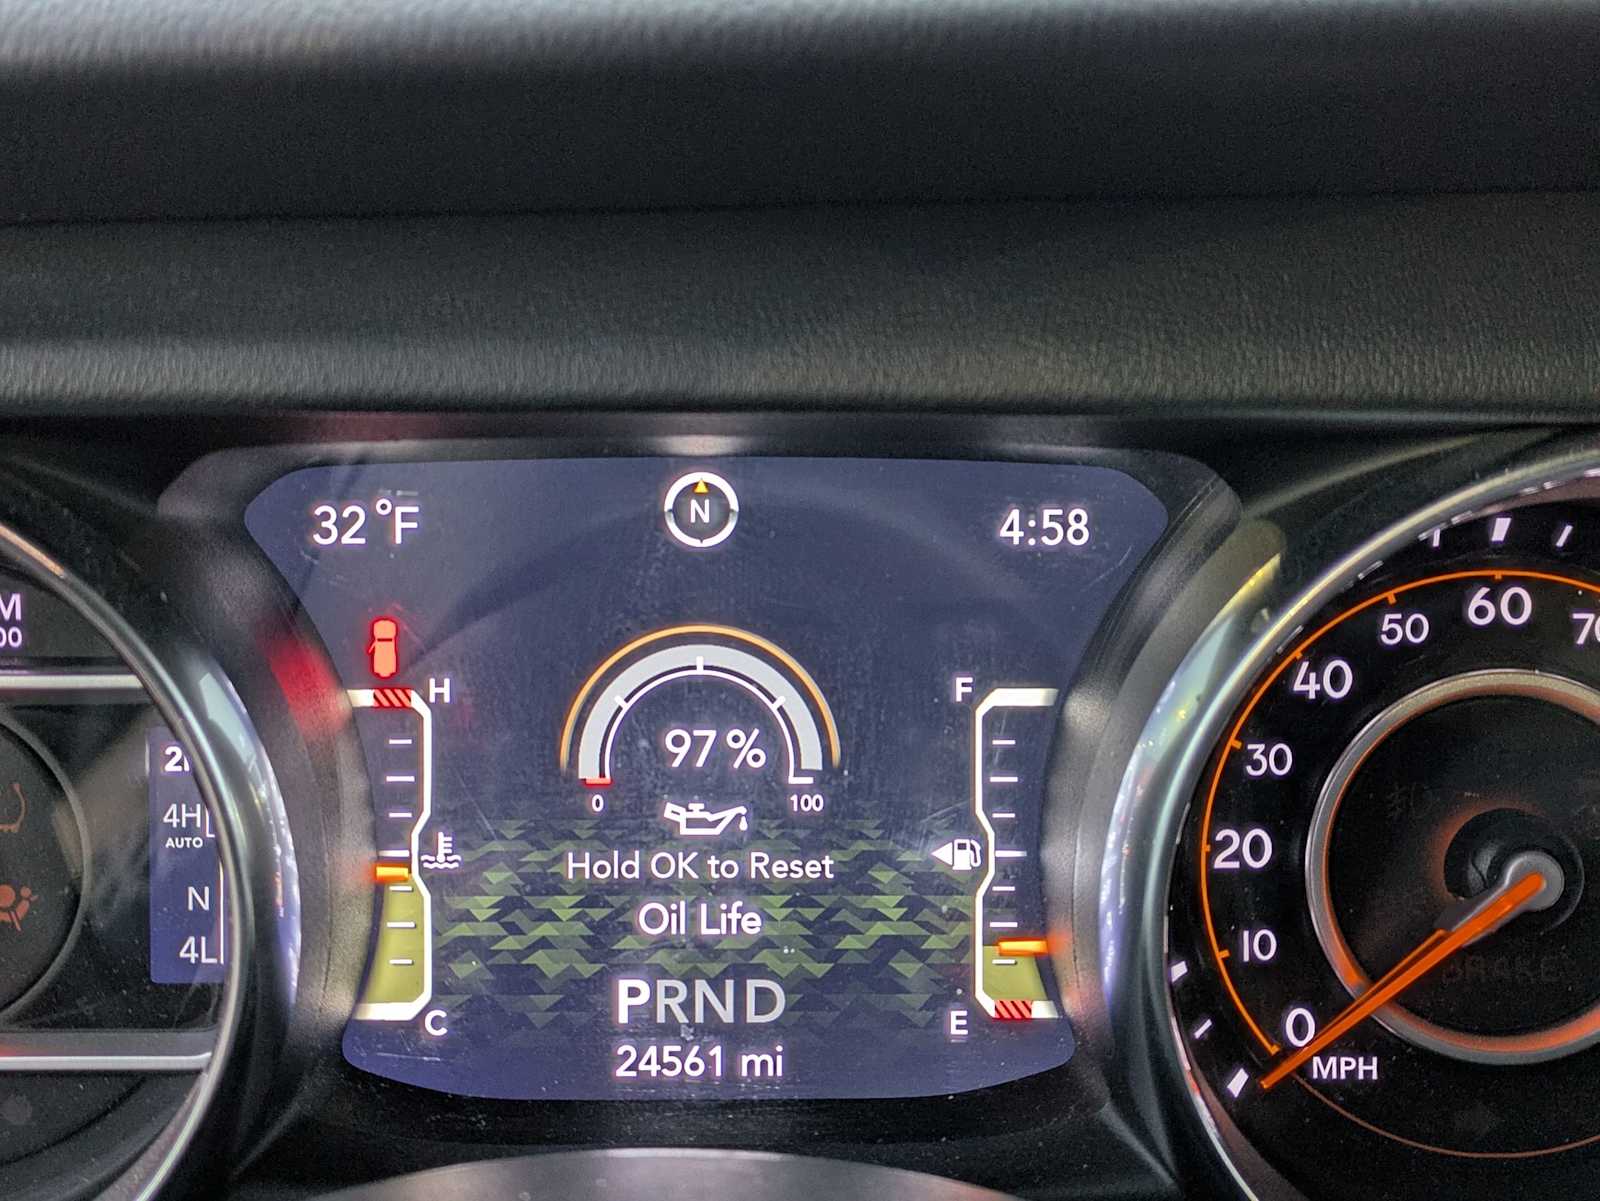 32°F
N
4:58
H
F
97 %
0
100
Hold OK to Reset
Oil Life
C
E
PRND
24561 mi
4H
AUTO
N
4L
0
10
20
30
40
50
60
MPH
BRAKE